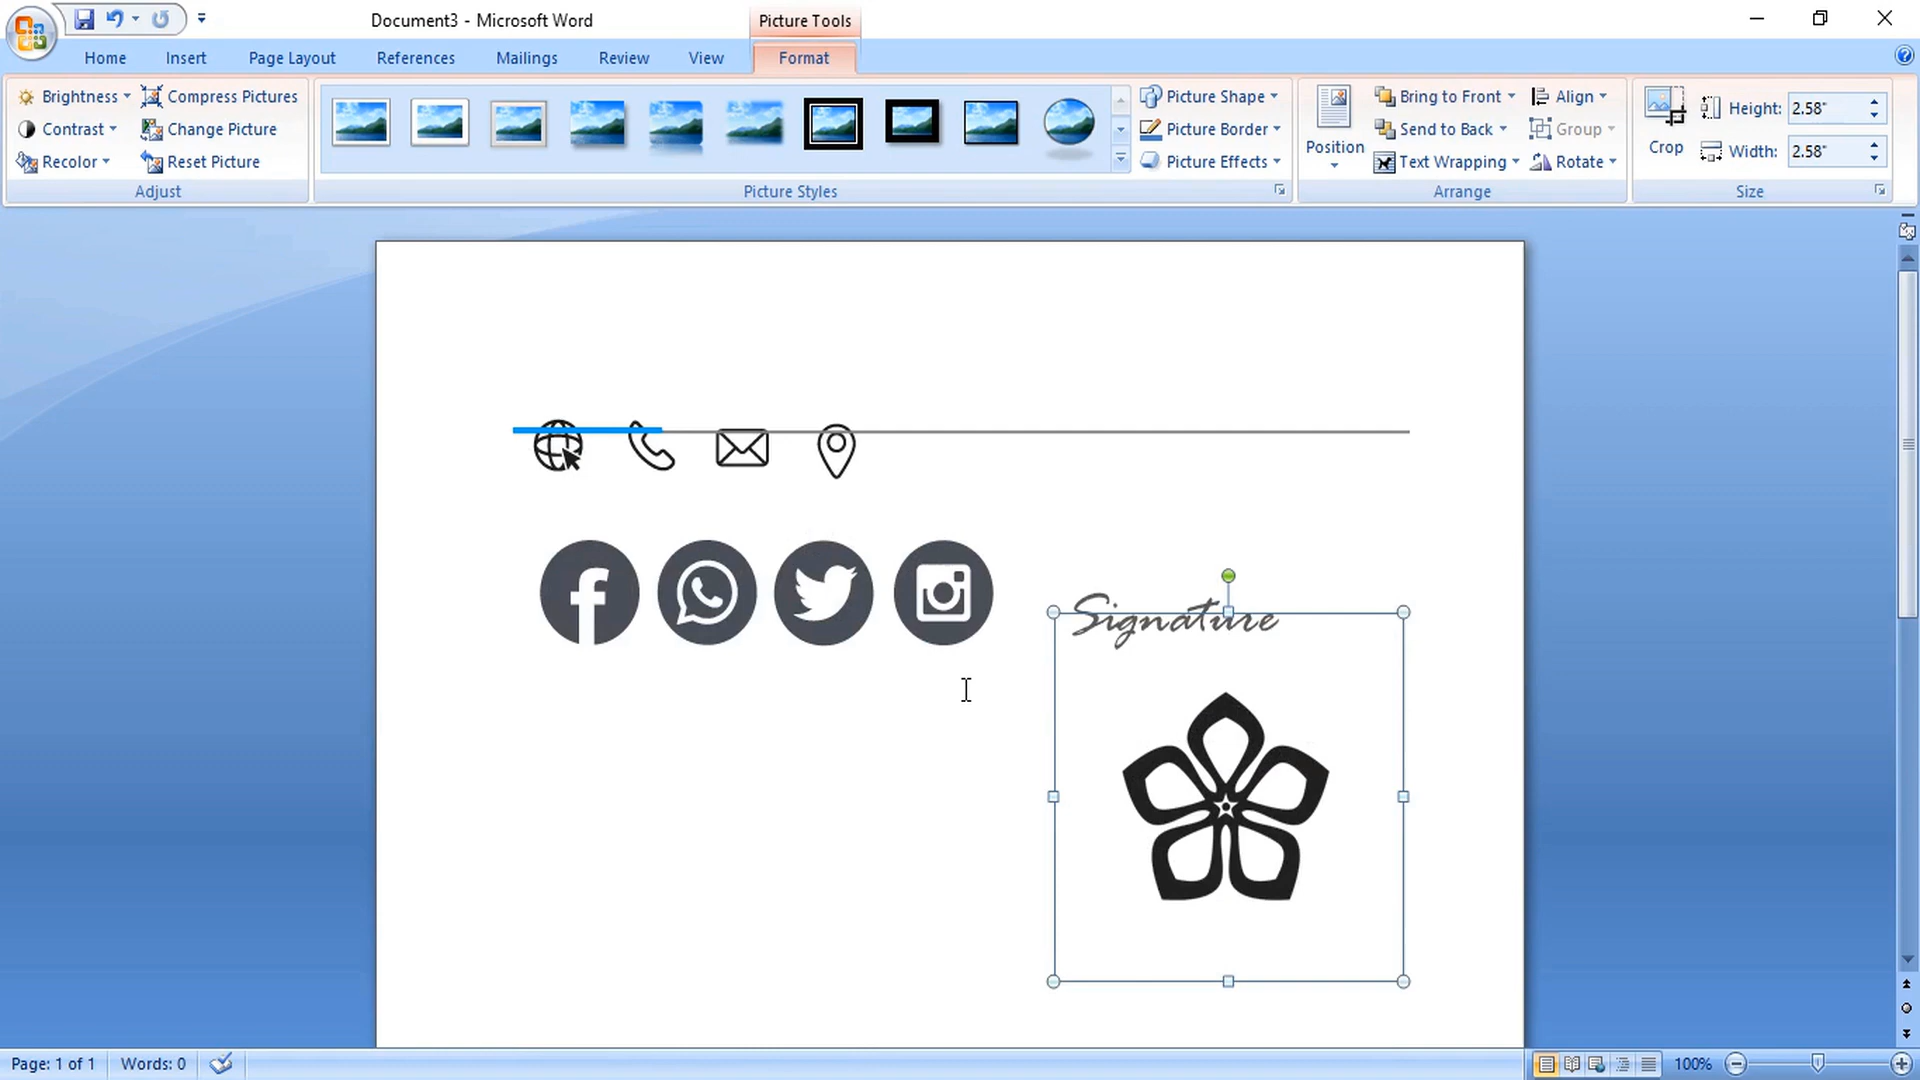 Document3 - Microsoft Word
Picture Tools
Home
Insert
Page Layout
References
Mailings
Review
View
Format
Brightness
Compress Pictures
Contrast
Change Picture
Recolor
Reset Picture
Adjust
Picture Styles
Picture Shape
Picture Border
Picture Effects
Position
Bring to Front
Send to Back
Text Wrapping
Align
Group
Rotate
Arrange
Crop
Height: 2.58"
Width: 2.58"
Size
Signature
Page: 1 of 1
Words: 0
100%